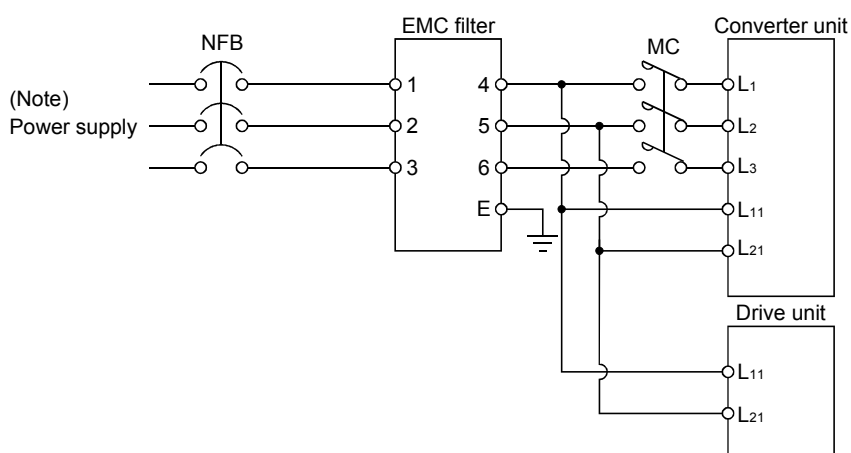 EMC filter
Converter unit
NFB
MC
(Note)
Power supply
1
4
L1
2
5
L2
3
6
L3
E
L11
L21
Drive unit
L11
L21